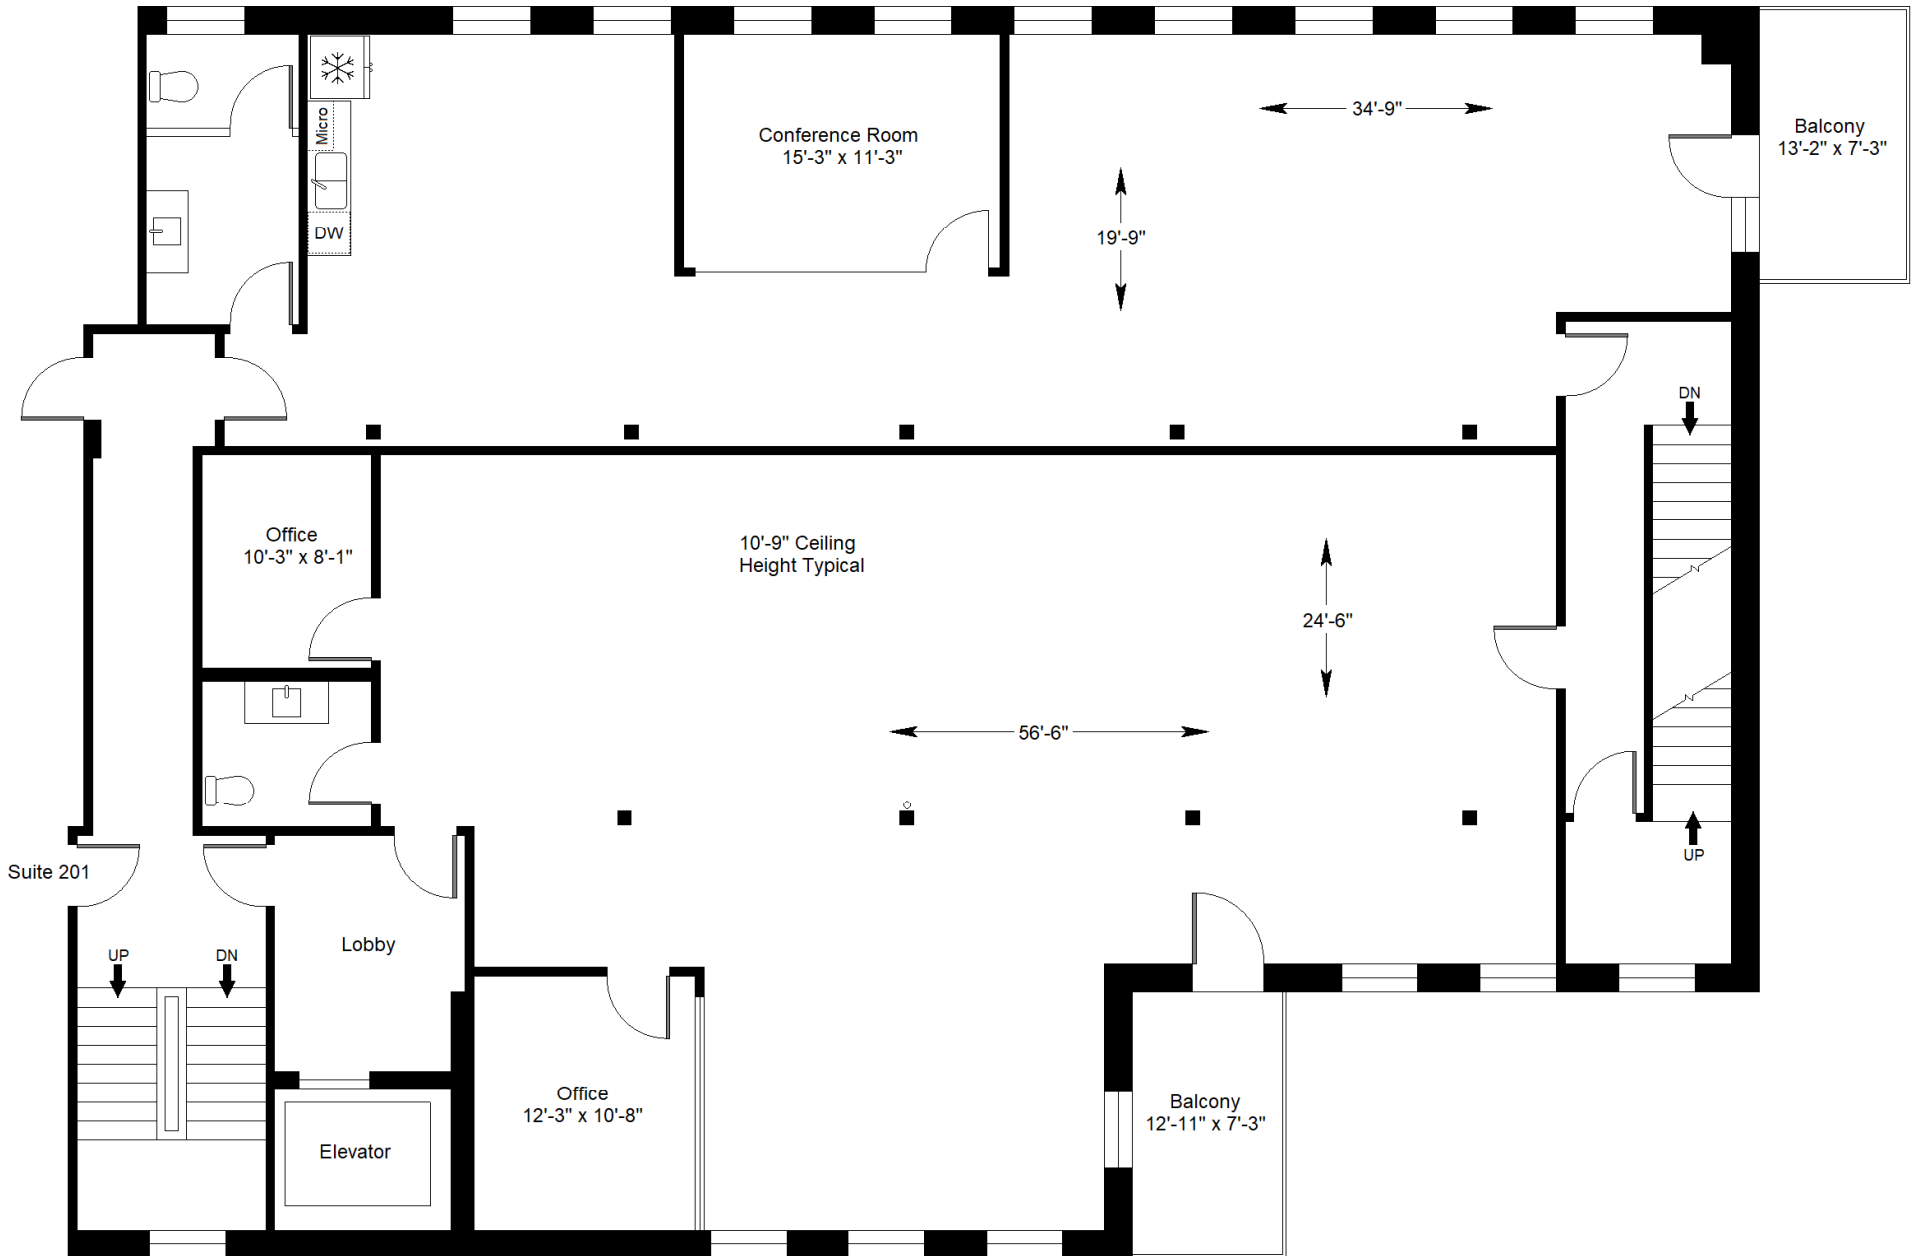 Micro
DW
Conference Room
15'-3" x 11'-3"
34'-9"
19'-9"
Balcony
13'-2" x 7'-3"
DN
Office
10'-3" x 8'-1"
10'-9" Ceiling
Height Typical
24'-6"
56'-6"
UP
Suite 201
Lobby
UP
DN
Office
12'-3" x 10'-8"
Balcony
12'-11" x 7'-3"
Elevator